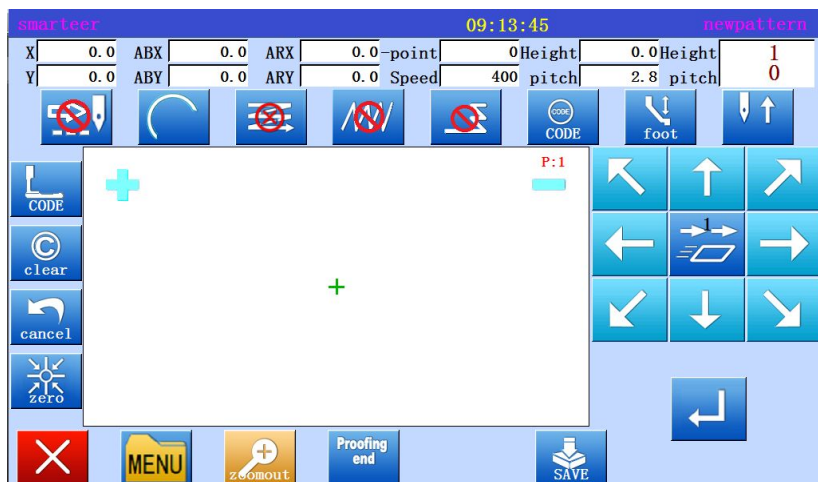 smarteer 09:13:45 newpattern
X 0.0 ABX 0.0 ARX 0.0 -point 0 Height 0.0 Height 1
Y 0.0 ABY 0.0 ARY 0.0 Speed 400 pitch 2.8 pitch 0
CODE
CODE
foot
P:1
CODE
1
clear
cancel
zero
MENU
zoomout
Proofing
end
SAVE